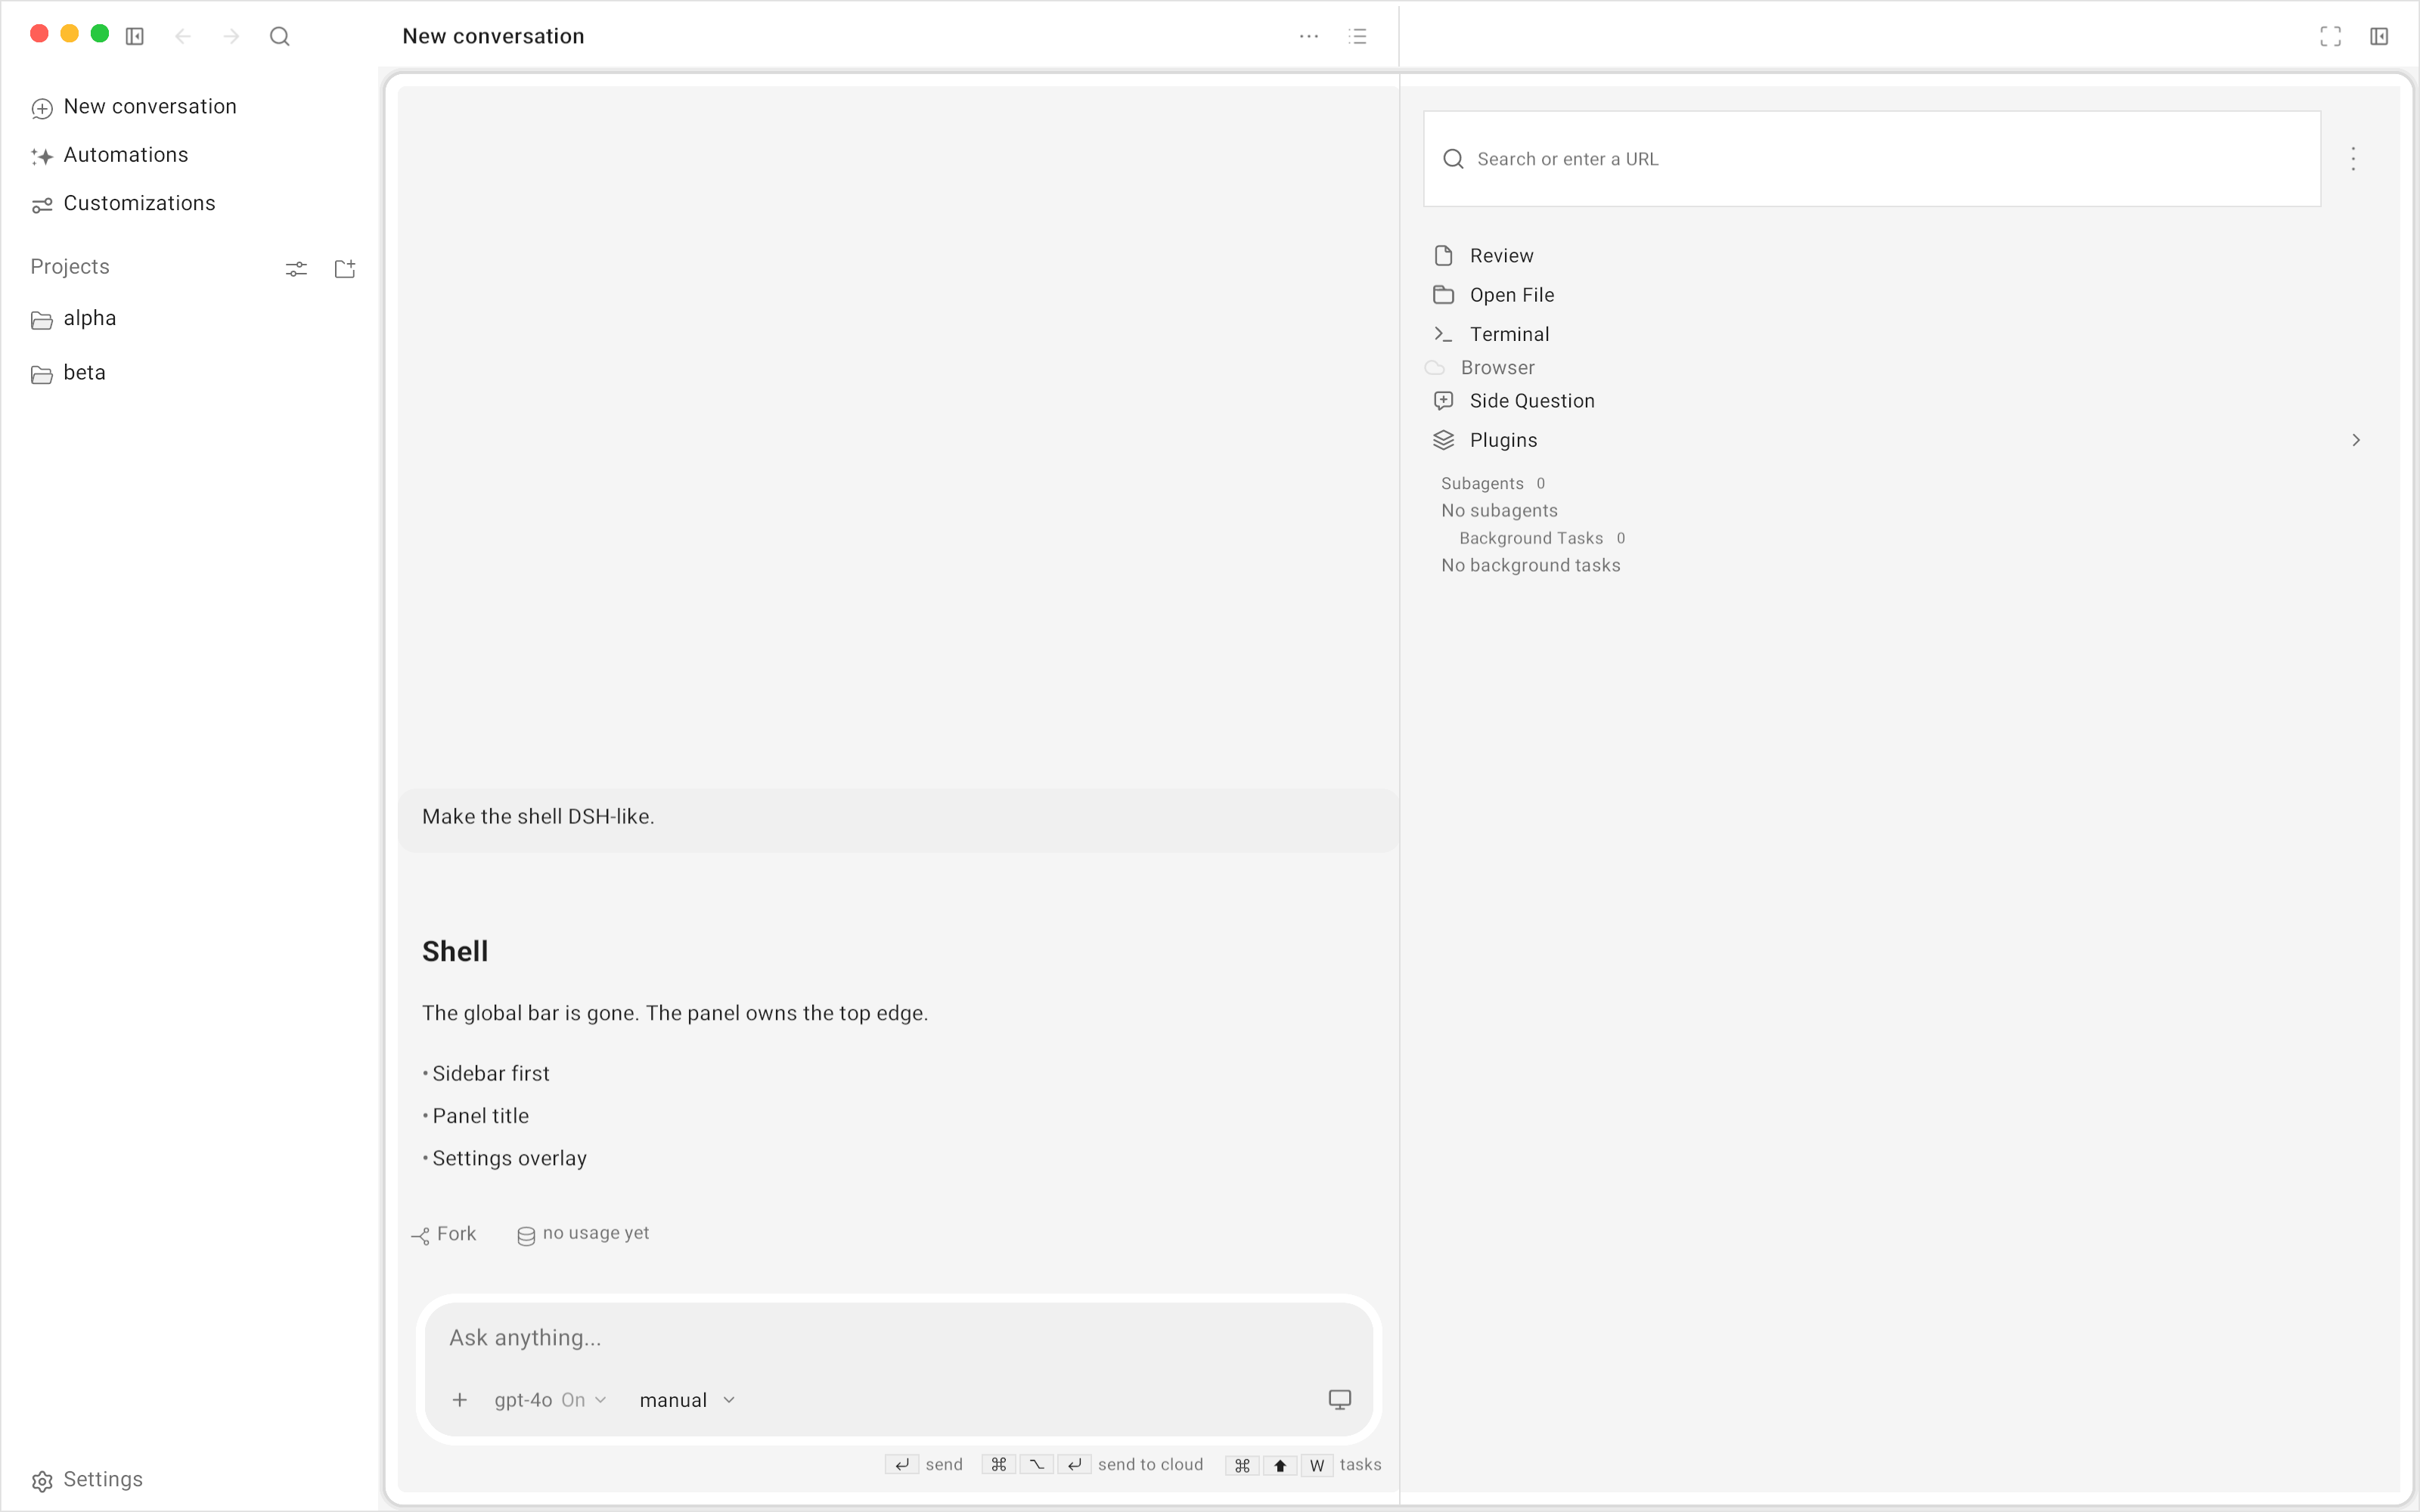 New conversation
New conversation
Automations
Customizations
Projects
alpha
beta
Settings
Make the shell DSH-like.
Shell
The global bar is gone. The panel owns the top edge.
• Sidebar first
• Panel title
• Settings overlay
Fork no usage yet
Ask anything...
gpt-4o On manual
send send to cloud W tasks
Search or enter a URL
Review
Open File
Terminal
Browser
Side Question
Plugins
Subagents 0
No subagents
Background Tasks 0
No background tasks